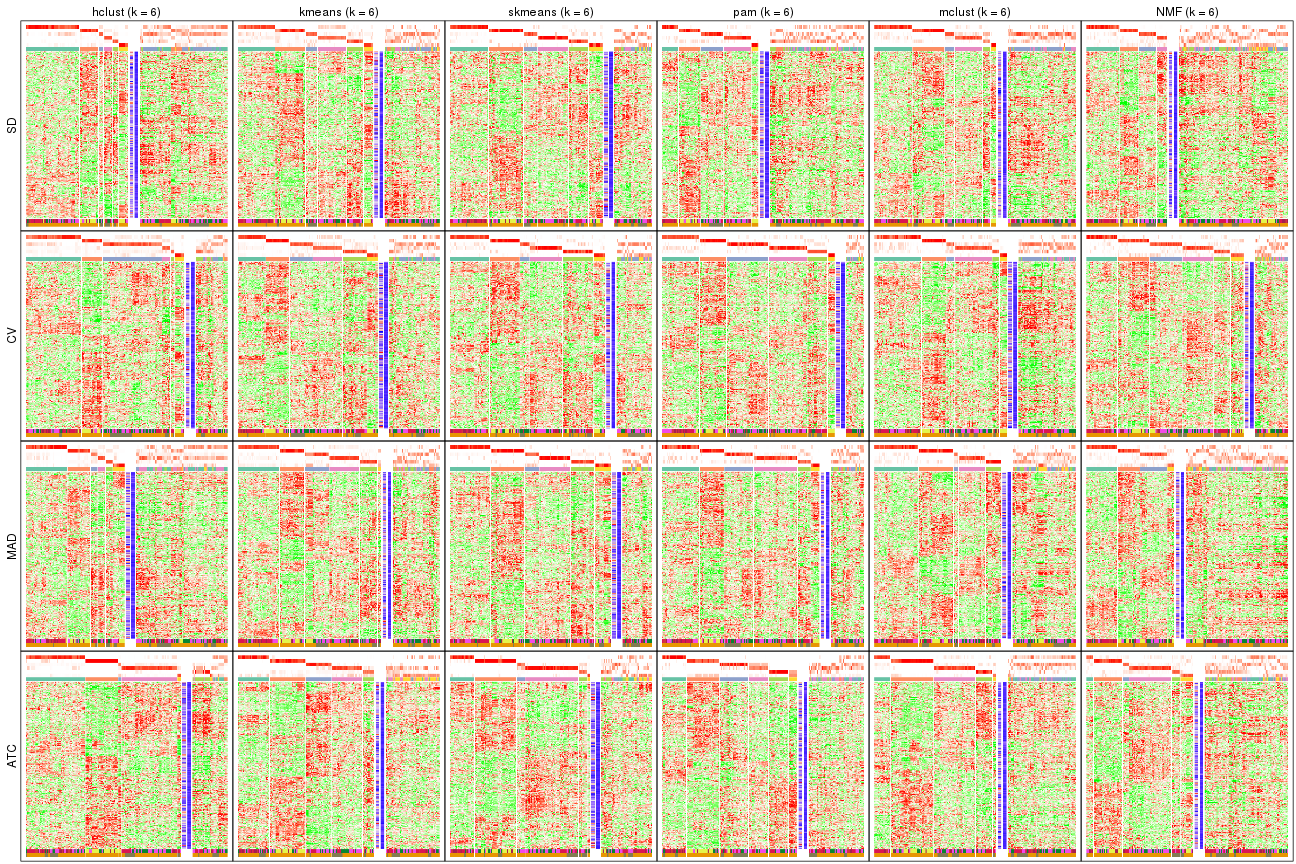 hclust (k = 6) kmeans (k = 6) skmeans (k = 6) pam (k = 6) mclust (k = 6) NMF (k = 6)
SD
CV
MAD
ATC